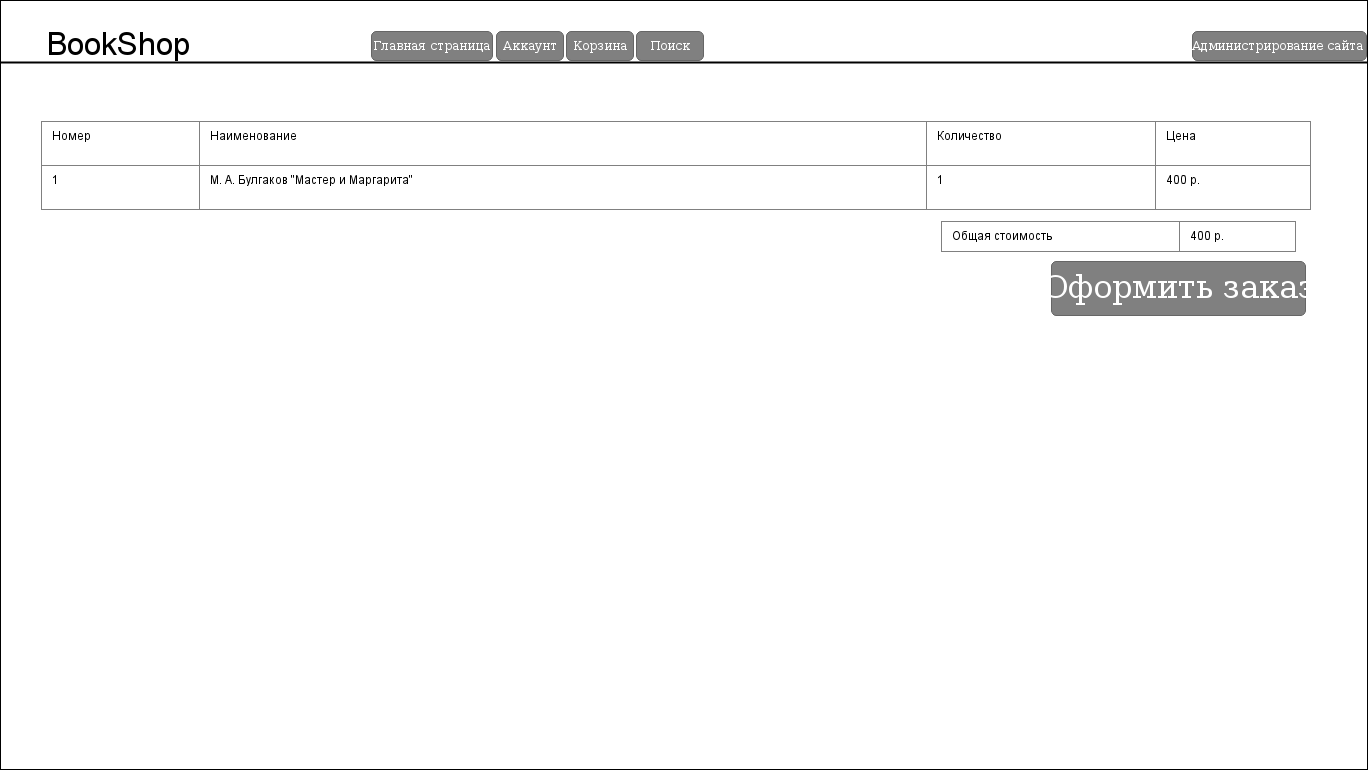 BookShop Главная страница Аккаунт Корзина Поиск Администрирование сайта
Номер Наименование Количество Цена
1 М. А. Булгаков "Мастер и Маргарита" 1 400 р.
Общая стоимость 400 р.
Оформить заказ